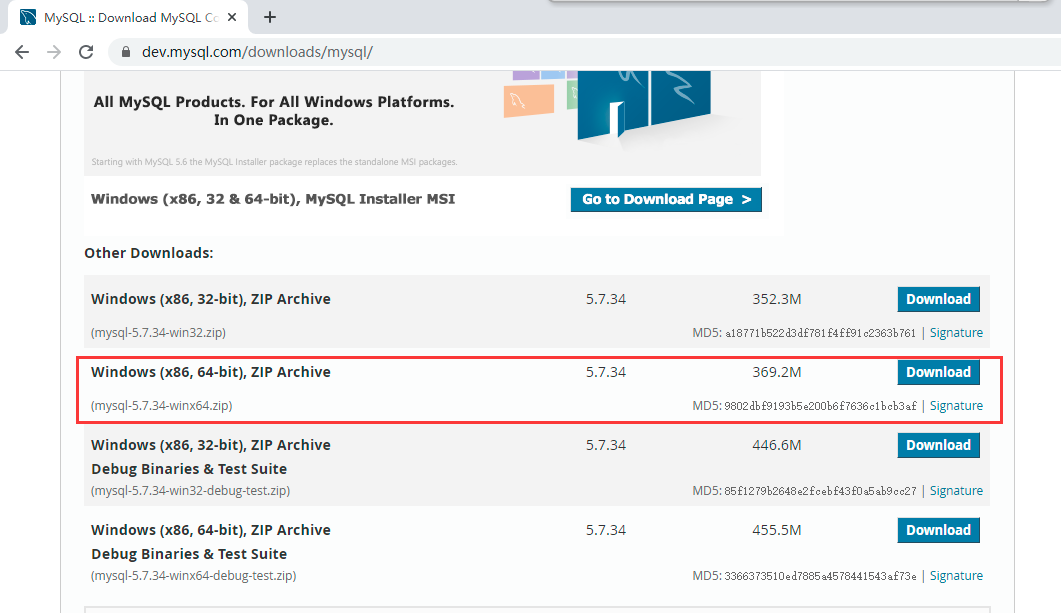 MySQL :: Download MySQL Co
dev.mysql.com/downloads/mysql/
All MySQL Products. For All Windows Platforms.
In One Package.
Starting with MySQL 5.6 the MySQL Installer package replaces the standalone MSI packages.
Windows (x86, 32 & 64-bit), MySQL Installer MSI Go to Download Page >
Other Downloads:
Windows (x86, 32-bit), ZIP Archive 5.7.34 352.3M Download
(mysql-5.7.34-win32.zip) MD5: a18771b522d3df781f4ff91c2363b761 | Signature
Windows (x86, 64-bit), ZIP Archive 5.7.34 369.2M Download
(mysql-5.7.34-winx64.zip) MD5: 9802dbf9193b5e200b6f7636c1bcb3af | Signature
Windows (x86, 32-bit), ZIP Archive 5.7.34 446.6M Download
Debug Binaries & Test Suite
(mysql-5.7.34-win32-debug-test.zip) MD5: 85f1279b2648e2fcebf43f0a5ab9cc27 | Signature
Windows (x86, 64-bit), ZIP Archive 5.7.34 455.5M Download
Debug Binaries & Test Suite
(mysql-5.7.34-winx64-debug-test.zip) MD5: 3366373510ed7885a4578441543af73e | Signature